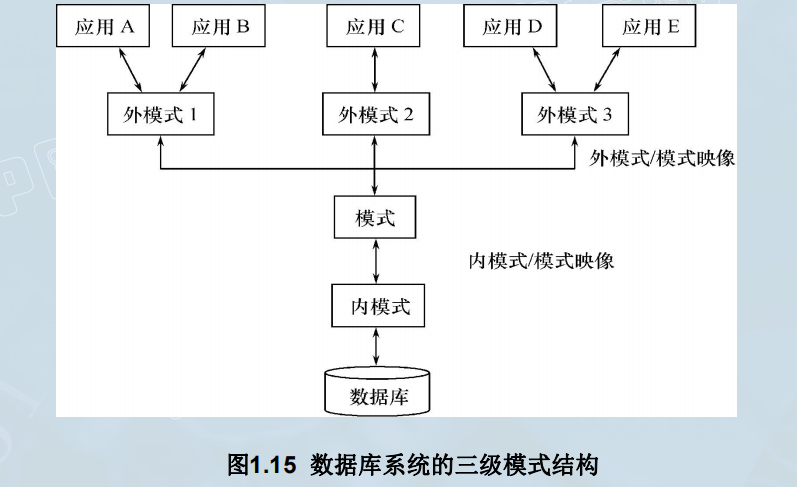 应用 A
应用 B
应用 C
应用 D
应用 E
外模式 1
外模式 2
外模式 3
外模式/模式映像
模式
内模式/模式映像
内模式
数据库
图1.15 数据库系统的三级模式结构